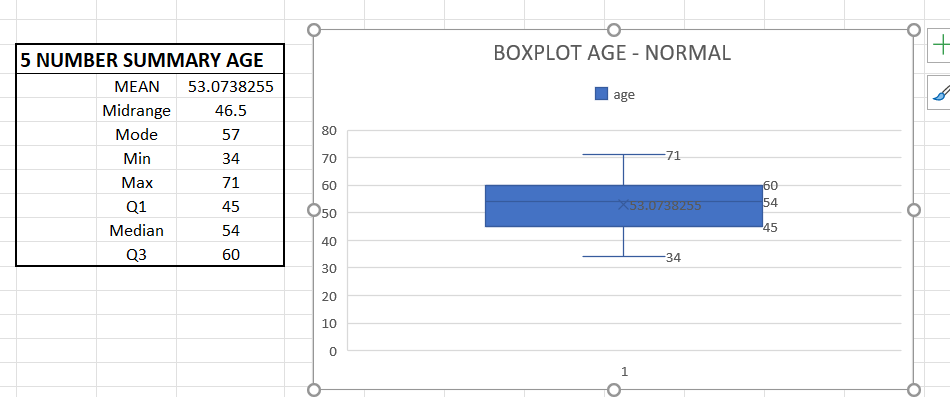 5 NUMBER SUMMARY AGE
MEAN 53.0738255
Midrange 46.5
Mode 57
Min 34
Max 71
Q1 45
Median 54
Q3 60
BOXPLOT AGE - NORMAL
age
80
70
60
50
40
30
20
10
0
71
60
54
53.0738255
45
34
1